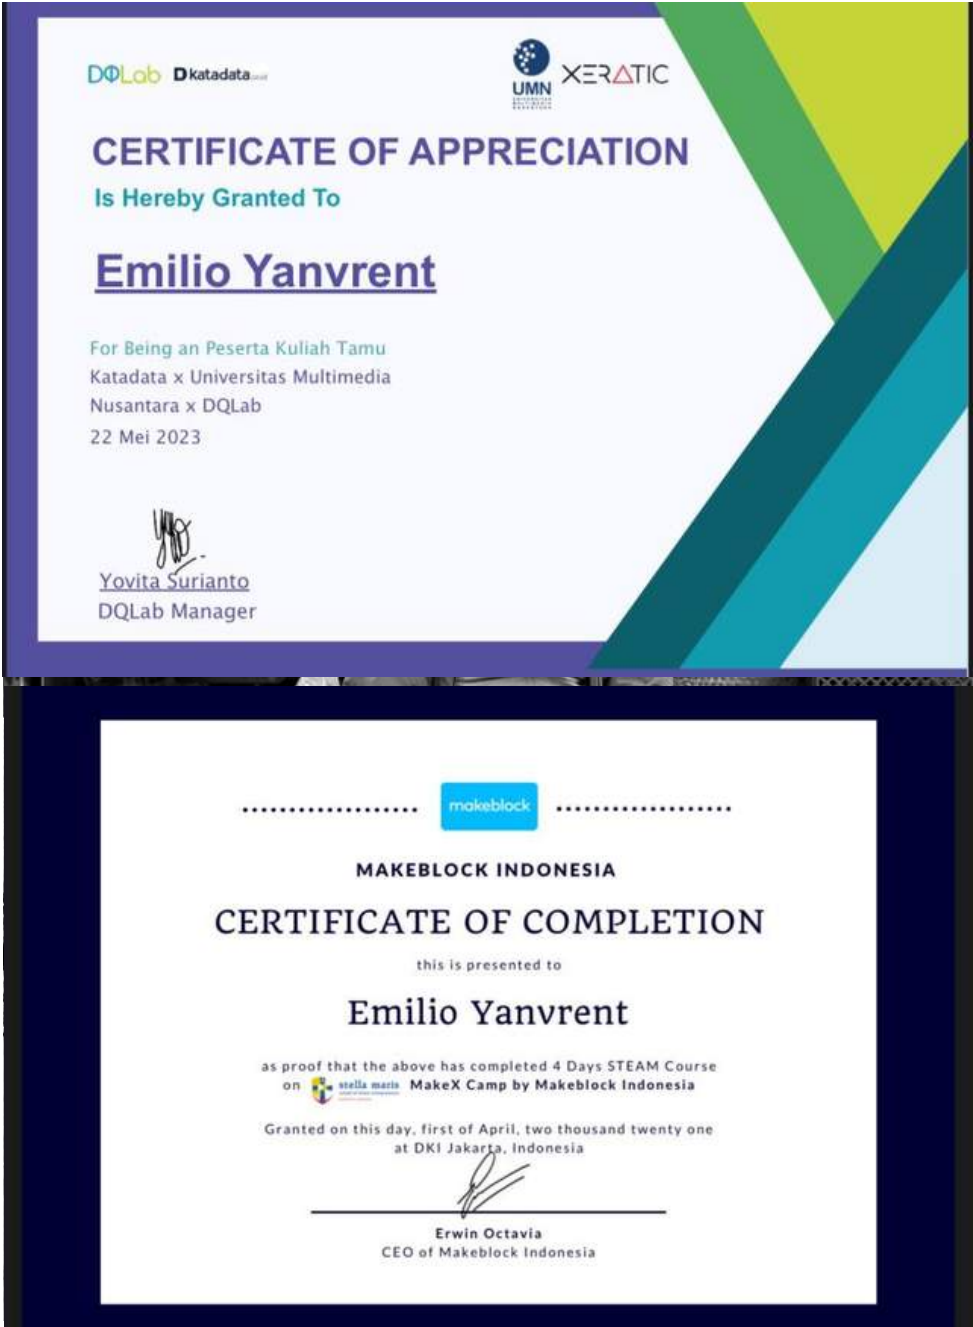 DQLab Dkatadata
UMN
XERATIC
CERTIFICATE OF APPRECIATION
Is Hereby Granted To
Emilio Yanvrent
For Being an Peserta Kuliah Tamu
Katadata x Universitas Multimedia
Nusantara x DQLab
22 Mei 2023
Yovita Surianto
DQLab Manager
makeblock
MAKEBLOCK INDONESIA
CERTIFICATE OF COMPLETION
this is presented to
Emilio Yanvrent
as proof that the above has completed 4 Days STEAM Course
on stella maris MakeX Camp by Makeblock Indonesia
Granted on this day, first of April, two thousand twenty one
at DKI Jakarta, Indonesia
Erwin Octavia
CEO of Makeblock Indonesia